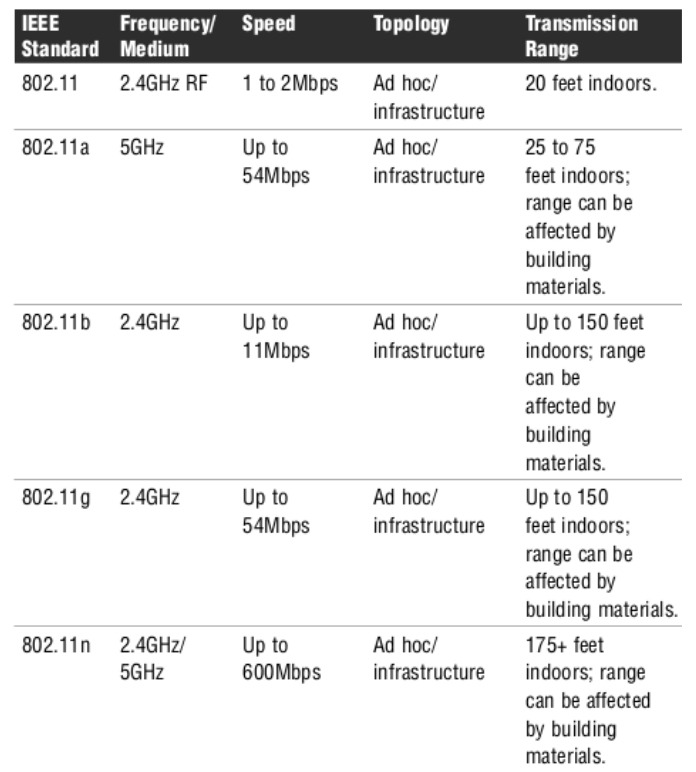 IEEE Standard Frequency/ Medium Speed Topology Transmission Range
802.11 2.4GHz RF 1 to 2Mbps Ad hoc/ infrastructure 20 feet indoors.
802.11a 5GHz Up to 54Mbps Ad hoc/ infrastructure 25 to 75 feet indoors; range can be affected by building materials.
802.11b 2.4GHz Up to 11Mbps Ad hoc/ infrastructure Up to 150 feet indoors; range can be affected by building materials.
802.11g 2.4GHz Up to 54Mbps Ad hoc/ infrastructure Up to 150 feet indoors; range can be affected by building materials.
802.11n 2.4GHz/ 5GHz Up to 600Mbps Ad hoc/ infrastructure 175+ feet indoors; range can be affected by building materials.